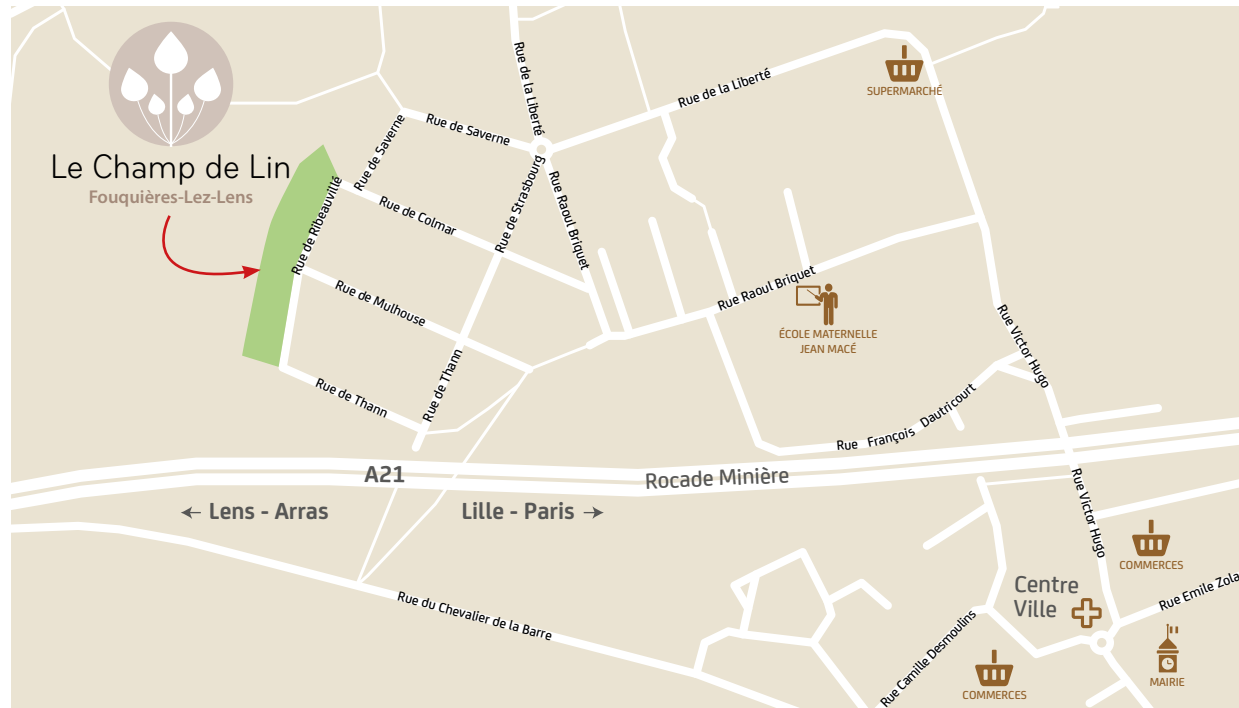 Le Champ de Lin
Fouquières-Lez-Lens
Rue de la Liberté
Rue de la Liberté
SUPERMARCHÉ
Rue de Saverne
Rue de Saverne
Rue de Ribeauvillé
Rue de Colmar
Rue de Strasbourg
Rue Raoul Briquet
Rue Raoul Briquet
Rue de Mulhouse
ÉCOLE MATERNELLE
JEAN MACÉ
Rue Victor Hugo
Rue de Thann
Rue de Thann
Rue François Dautricourt
A21
Rocade Minière
← Lens - Arras
Lille - Paris →
Rue Victor Hugo
COMMERCES
Rue du Chevalier de la Barre
Centre
Ville
Rue Emile Zola
Rue Camille Desmoulins
COMMERCES
MAIRIE